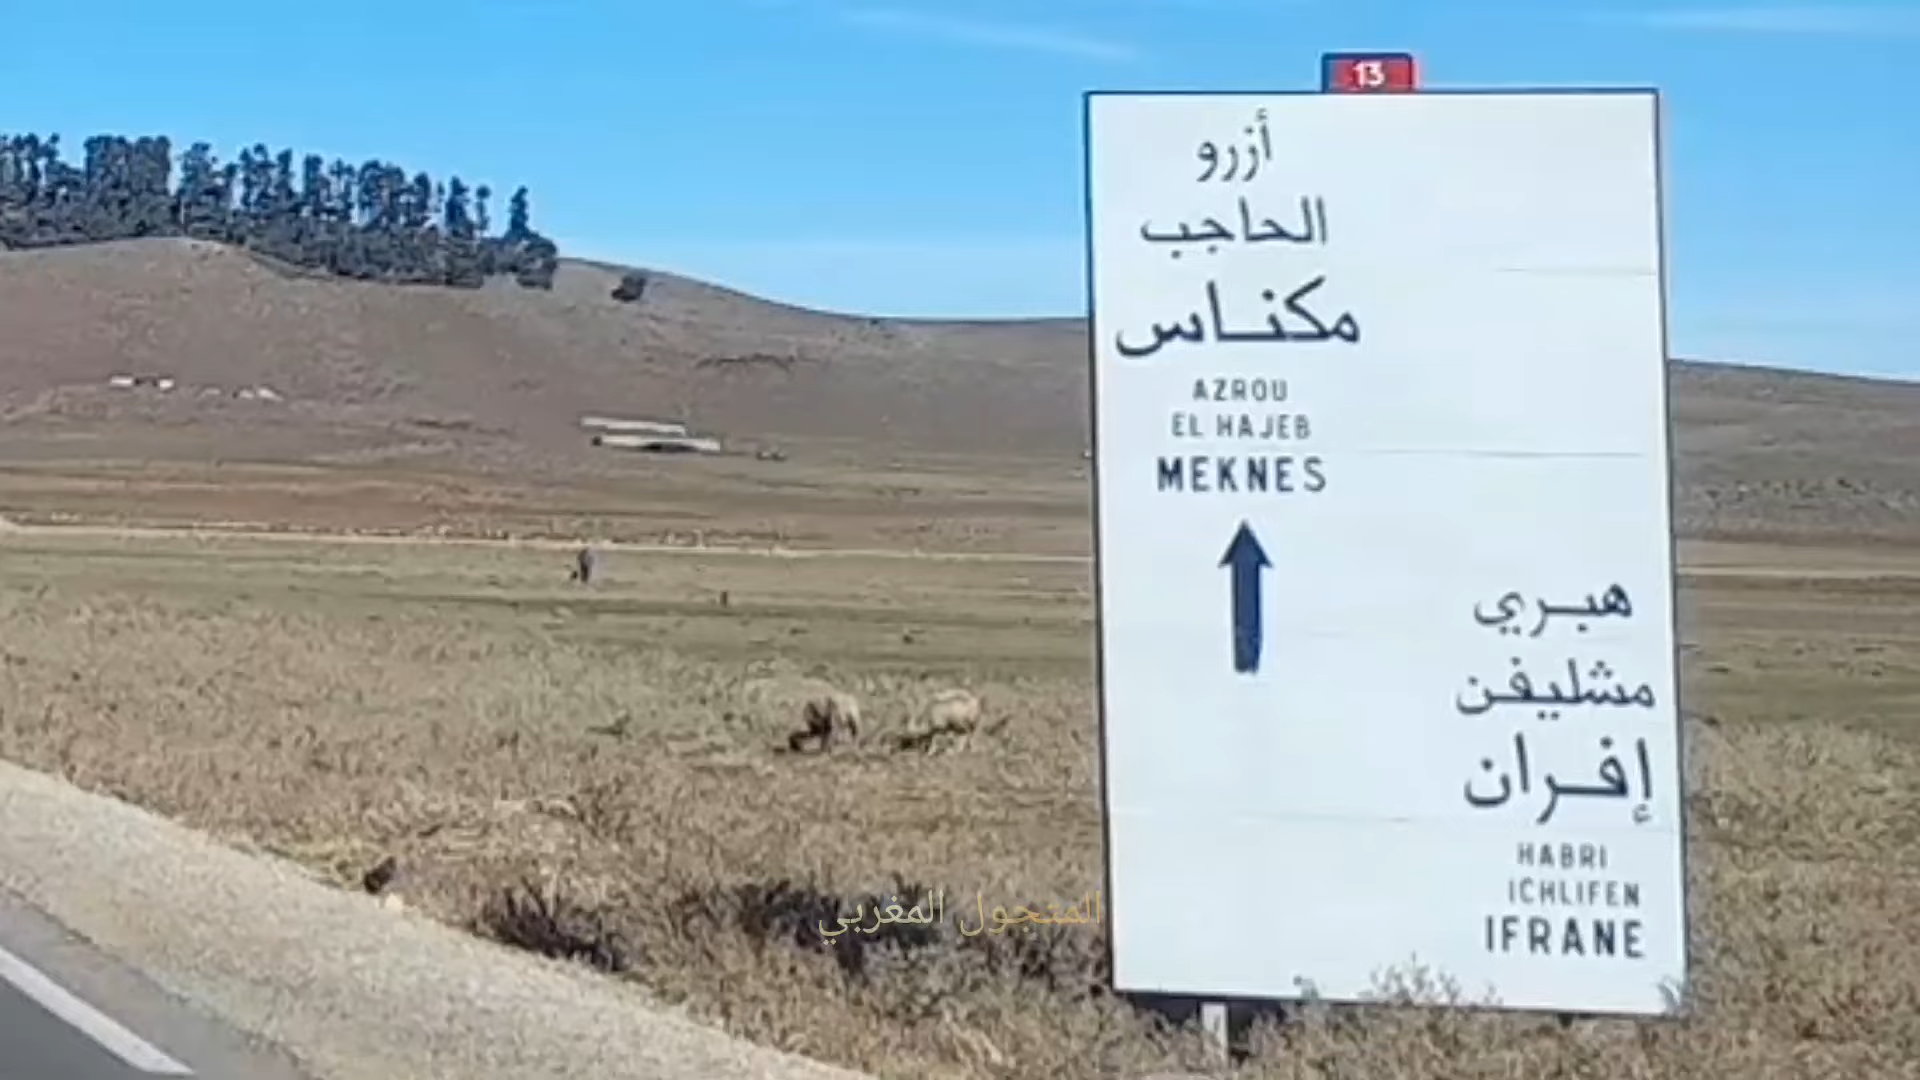 13
أزرو
الحاجب
مكناس
AZROU
EL HAJEB
MEKNES
هبري
مشليفن
إفران
HABRI
ICHLIFEN
IFRANE
المتجول المغربي